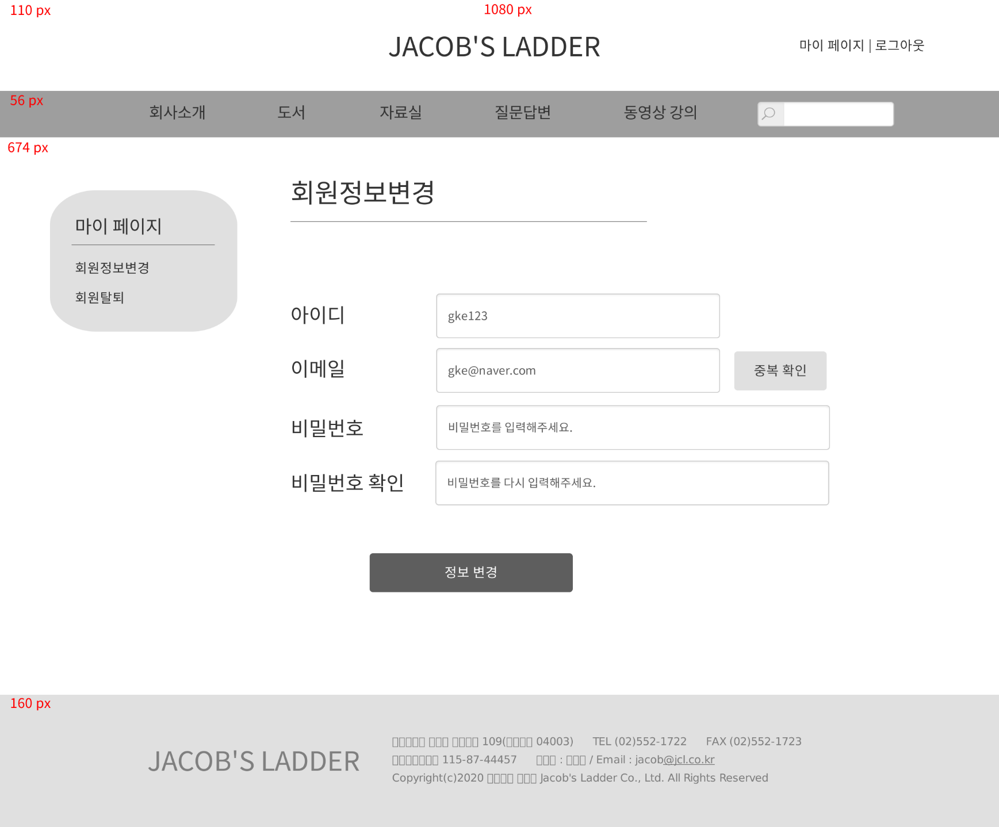 110 px
1080 px
JACOB'S LADDER
마이 페이지 | 로그아웃
56 px
회사소개 도서 자료실 질문답변 동영상 강의
674 px
마이 페이지
회원정보변경
회원탈퇴
회원정보변경
아이디
gke123
이메일
gke@naver.com
중복 확인
비밀번호
비밀번호를 입력해주세요.
비밀번호 확인
비밀번호를 다시 입력해주세요.
정보 변경
160 px
JACOB'S LADDER
109( 04003) TEL (02)552-1722 FAX (02)552-1723
115-87-44457 : / Email : jacob@jcl.co.kr
Copyright(c)2020 Jacob's Ladder Co., Ltd. All Rights Reserved